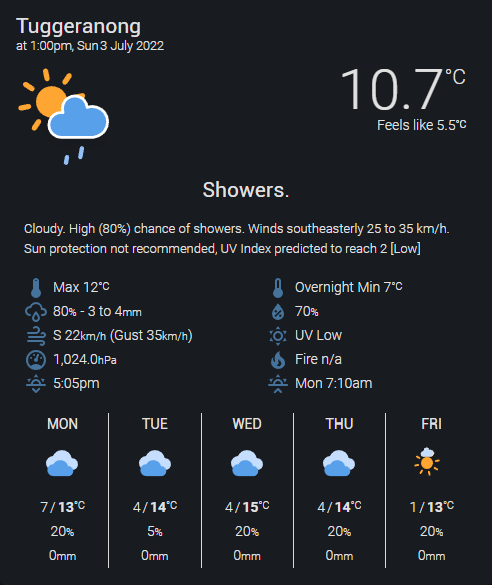 Tuggeranong
at 1:00pm, Sun 3 July 2022
10.7°C
Feels like 5.5°C
Showers.
Cloudy. High (80%) chance of showers. Winds southeasterly 25 to 35 km/h.
Sun protection not recommended, UV Index predicted to reach 2 [Low]
Max 12°C Overnight Min 7°C
80% - 3 to 4mm 70%
S 22km/h (Gust 35km/h) UV Low
1,024.0hPa Fire n/a
5:05pm Mon 7:10am
MON TUE WED THU FRI
7 / 13°C 4 / 14°C 4 / 15°C 4 / 14°C 1 / 13°C
20% 5% 20% 20% 20%
0mm 0mm 0mm 0mm 0mm